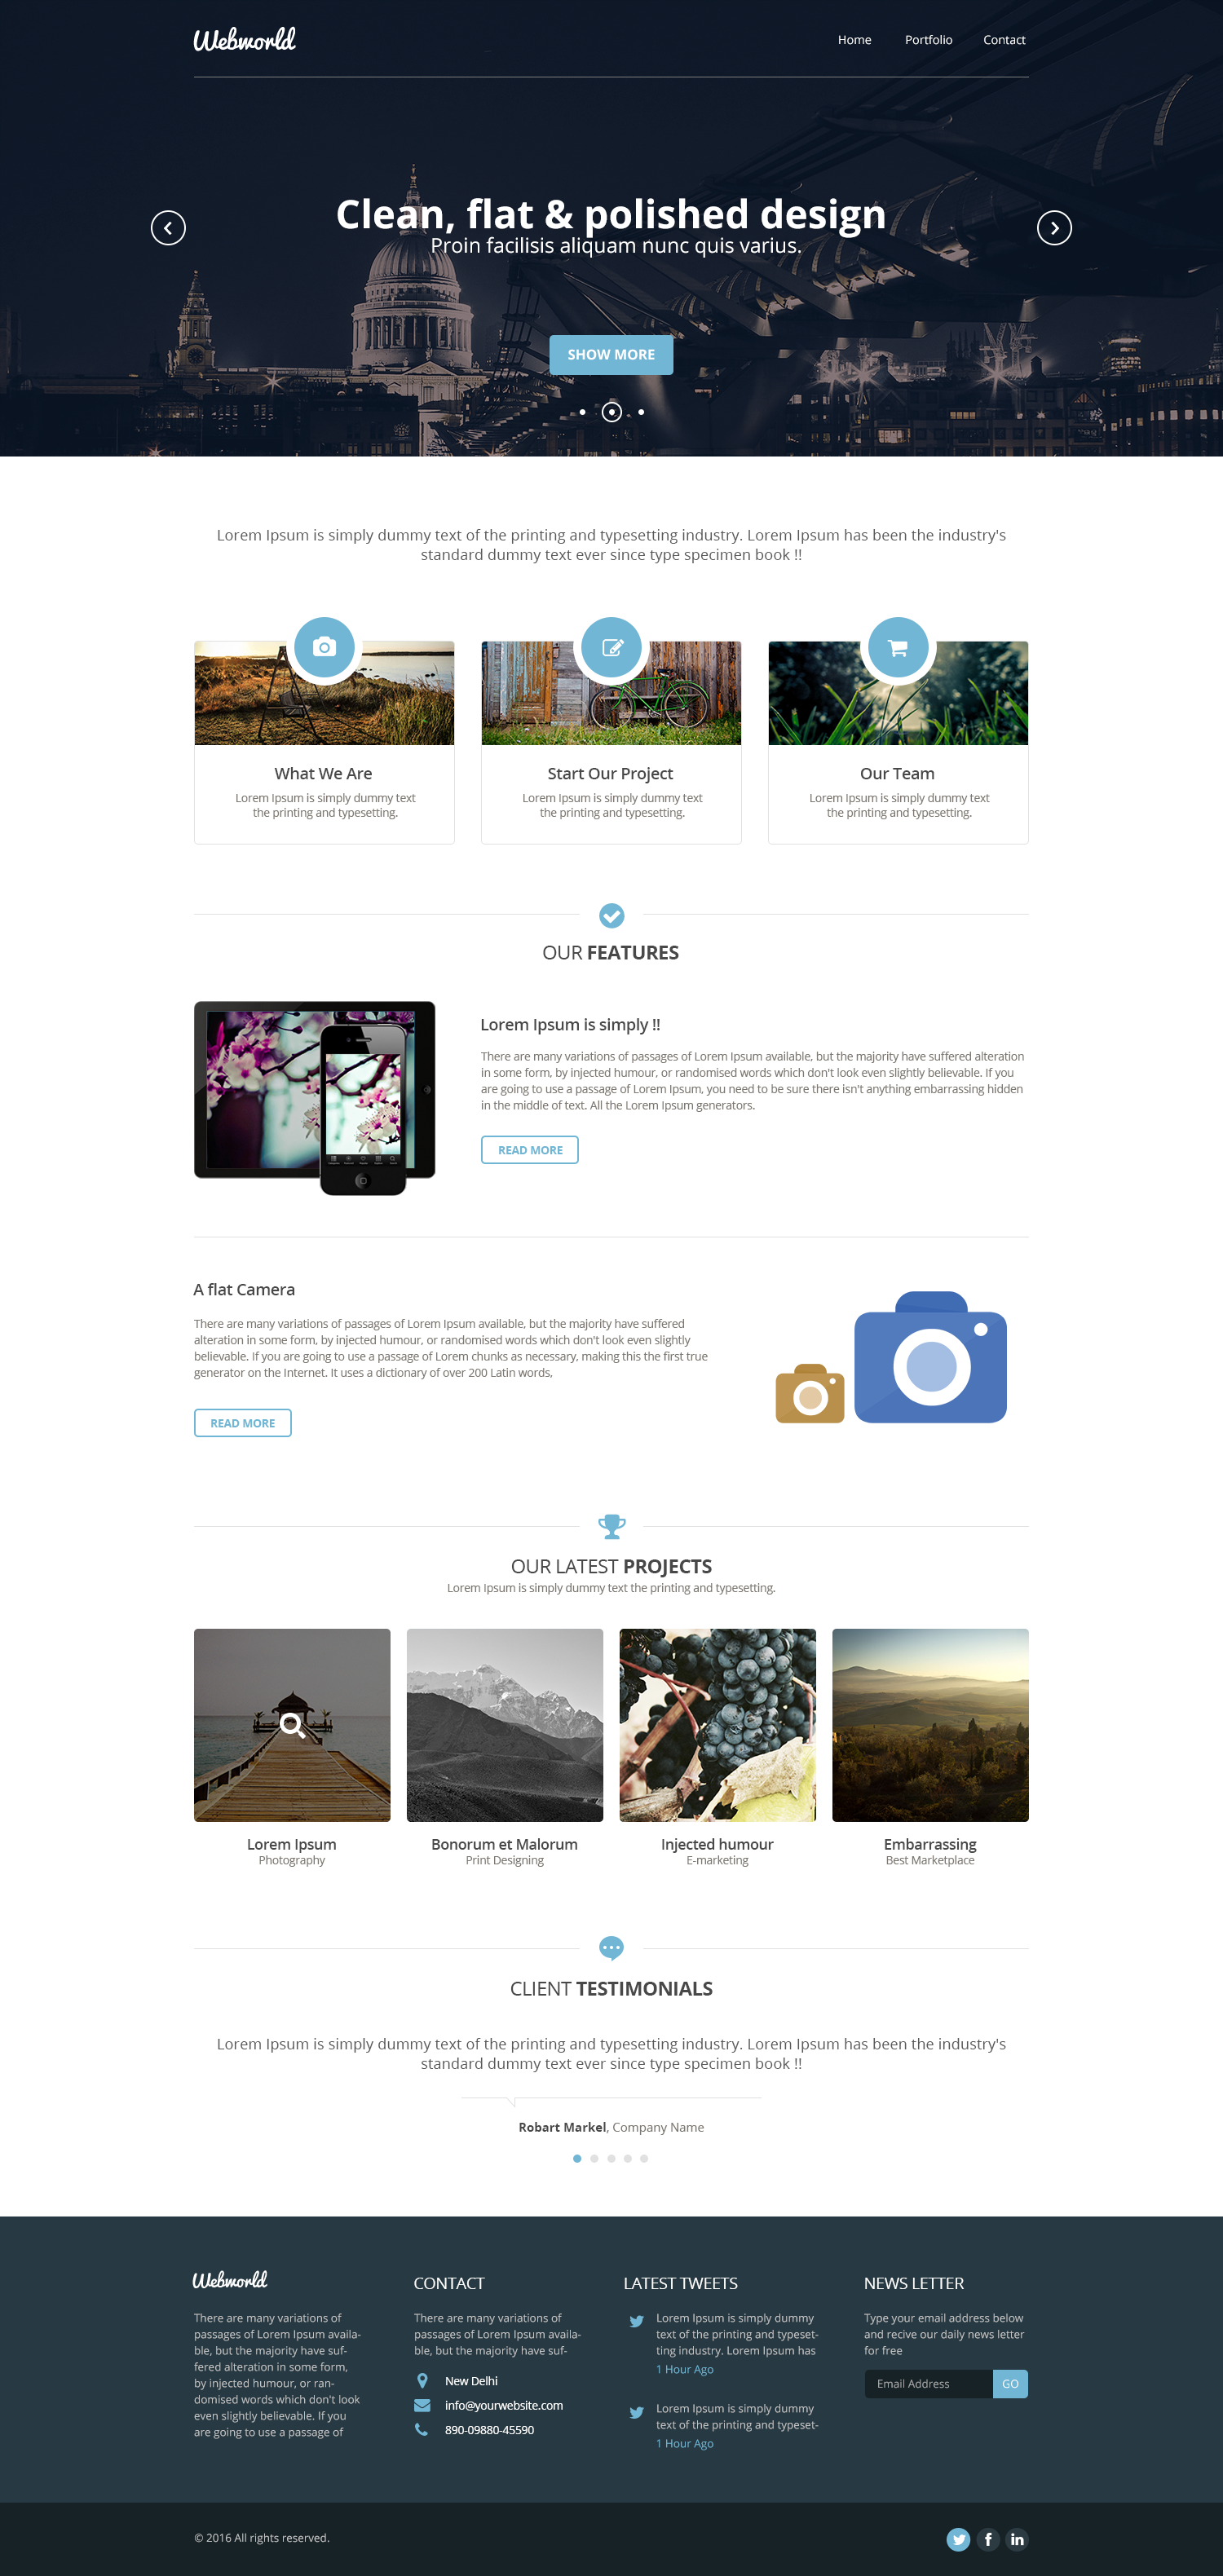 Webworld
Home Portfolio Contact
Clean, flat & polished design
Proin facilisis aliquam nunc quis varius.
SHOW MORE
Lorem Ipsum is simply dummy text of the printing and typesetting industry. Lorem Ipsum has been the industry's
standard dummy text ever since type specimen book !!
What We Are
Lorem Ipsum is simply dummy text
the printing and typesetting.
Start Our Project
Lorem Ipsum is simply dummy text
the printing and typesetting.
Our Team
Lorem Ipsum is simply dummy text
the printing and typesetting.
OUR FEATURES
Lorem Ipsum is simply !!
There are many variations of passages of Lorem Ipsum available, but the majority have suffered alteration
in some form, by injected humour, or randomised words which don't look even slightly believable. If you
are going to use a passage of Lorem Ipsum, you need to be sure there isn't anything embarrassing hidden
in the middle of text. All the Lorem Ipsum generators.
READ MORE
A flat Camera
There are many variations of passages of Lorem Ipsum available, but the majority have suffered
alteration in some form, by injected humour, or randomised words which don't look even slightly
believable. If you are going to use a passage of Lorem chunks as necessary, making this the first true
generator on the Internet. It uses a dictionary of over 200 Latin words,
READ MORE
OUR LATEST PROJECTS
Lorem Ipsum is simply dummy text the printing and typesetting.
Lorem Ipsum
Photography
Bonorum et Malorum
Print Designing
Injected humour
E-marketing
Embarrassing
Best Marketplace
CLIENT TESTIMONIALS
Lorem Ipsum is simply dummy text of the printing and typesetting industry. Lorem Ipsum has been the industry's
standard dummy text ever since type specimen book !!
Robart Markel, Company Name
Webworld
There are many variations of
passages of Lorem Ipsum availa-
ble, but the majority have suf-
fered alteration in some form,
by injected humour, or ran-
domised words which don't look
even slightly believable. If you
are going to use a passage of
CONTACT
There are many variations of
passages of Lorem Ipsum availa-
ble, but the majority have suf-
New Delhi
info@yourwebsite.com
890-09880-45590
LATEST TWEETS
Lorem Ipsum is simply dummy
text of the printing and typeset-
ting industry. Lorem Ipsum has
1 Hour Ago
Lorem Ipsum is simply dummy
text of the printing and typeset-
1 Hour Ago
NEWS LETTER
Type your email address below
and recive our daily news letter
for free
Email Address GO
© 2016 All rights reserved.